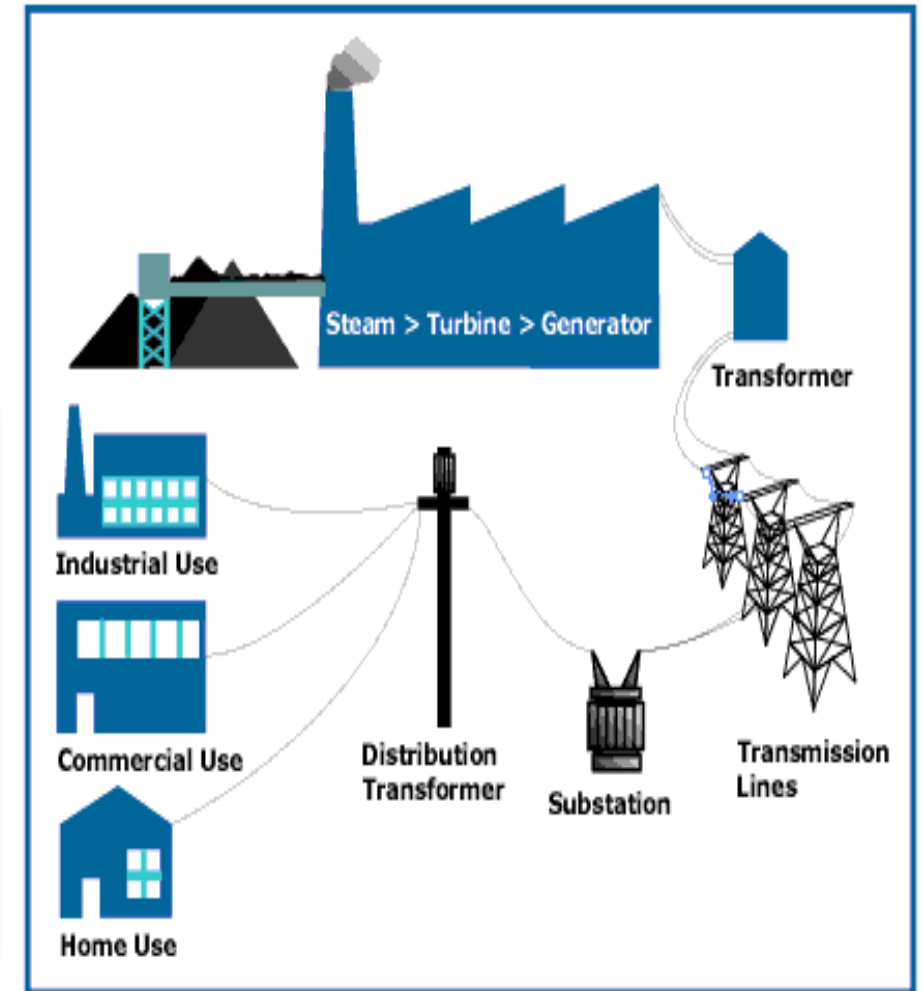 Steam > Turbine > Generator
Transformer
Industrial Use
Commercial Use
Distribution
Transformer
Substation
Transmission
Lines
Home Use